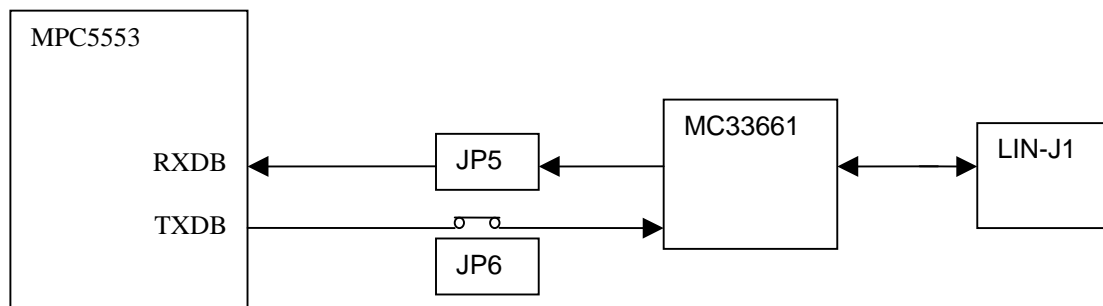 MPC5553
MC33661
LIN-J1
RXDB
JP5
TXDB
JP6